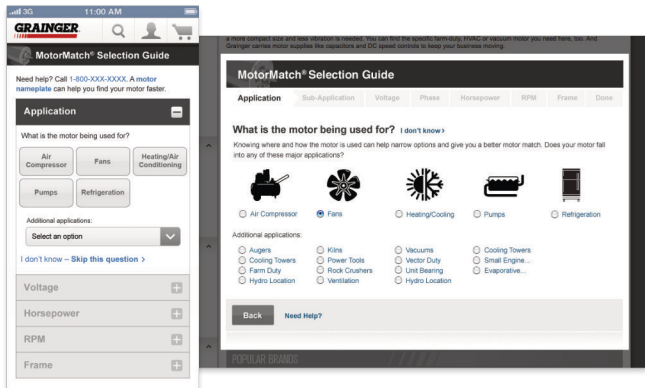 3G 11:00 AM
GRAINGER
MotorMatch® Selection Guide
Need help? Call 1-800-XXX-XXXX. A motor
nameplate can help you find your motor faster.
Application
What is the motor being used for?
Air
Compressor
Fans
Heating/Air
Conditioning
Pumps
Refrigeration
Additional applications:
Select an option
I don't know – Skip this question >
Voltage
Horsepower
RPM
Frame
a more compact size and less vibration is needed. You can find the specific farm-duty, HVAC or vacuum motor you need here, too. And
Grainger carries motor supplies like capacitors and DC speed controls to keep your business moving.
MotorMatch® Selection Guide
Application Sub-Application Voltage Phase Horsepower RPM Frame Done
What is the motor being used for? I don't know >
Knowing where and how the motor is used can help narrow options and give you a better motor match. Does your motor fall
into any of these major applications?
Air Compressor Fans Heating/Cooling Pumps Refrigeration
Additional applications:
Augers Kilns Vacuums Cooling Towers
Cooling Towers Power Tools Vector Duty Small Engine...
Farm Duty Rock Crushers Unit Bearing Evaporative...
Hydro Location Ventilation Hydro Location
Back Need Help?
POPULAR BRANDS